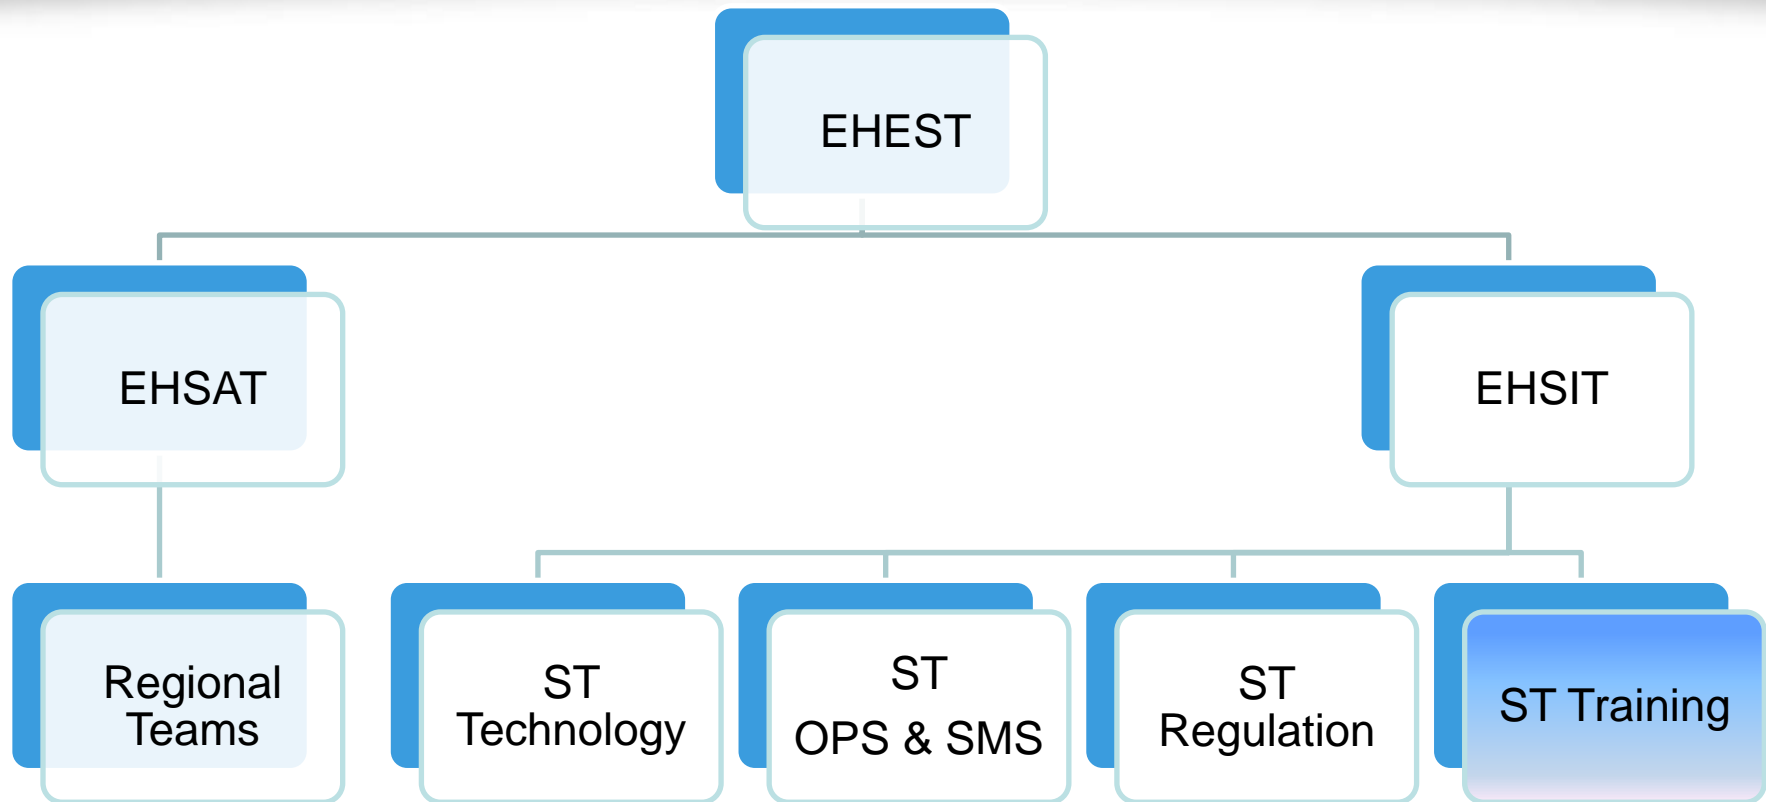 EHEST
EHSAT
EHSIT
Regional
Teams
ST
Technology
ST
OPS & SMS
ST
Regulation
ST Training